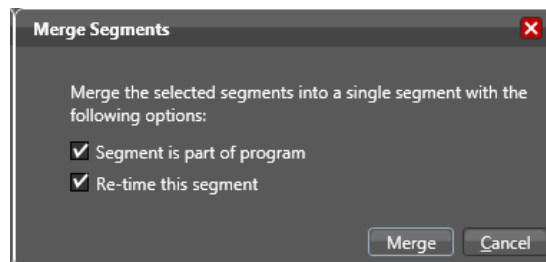 Merge Segments
Merge the selected segments into a single segment with the
following options:
Segment is part of program
Re-time this segment
Merge Cancel